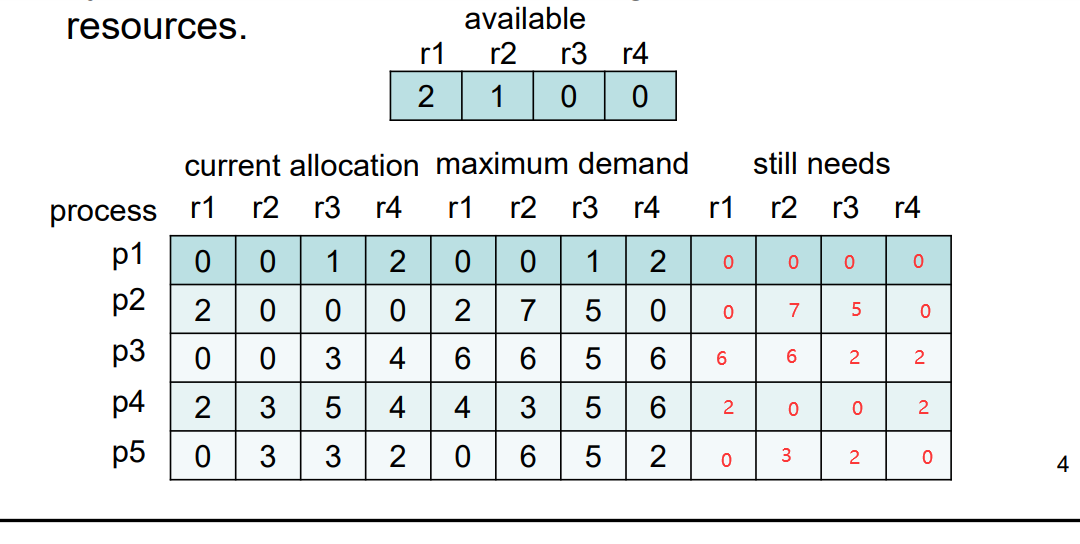 resources.
available
r1 r2 r3 r4
2 1 0 0
current allocation maximum demand still needs
process r1 r2 r3 r4 r1 r2 r3 r4 r1 r2 r3 r4
p1 0 0 1 2 0 0 1 2 0 0 0 0
p2 2 0 0 0 2 7 5 0 0 7 5 0
p3 0 0 3 4 6 6 5 6 6 6 2 2
p4 2 3 5 4 4 3 5 6 2 0 0 2
p5 0 3 3 2 0 6 5 2 0 3 2 0
4